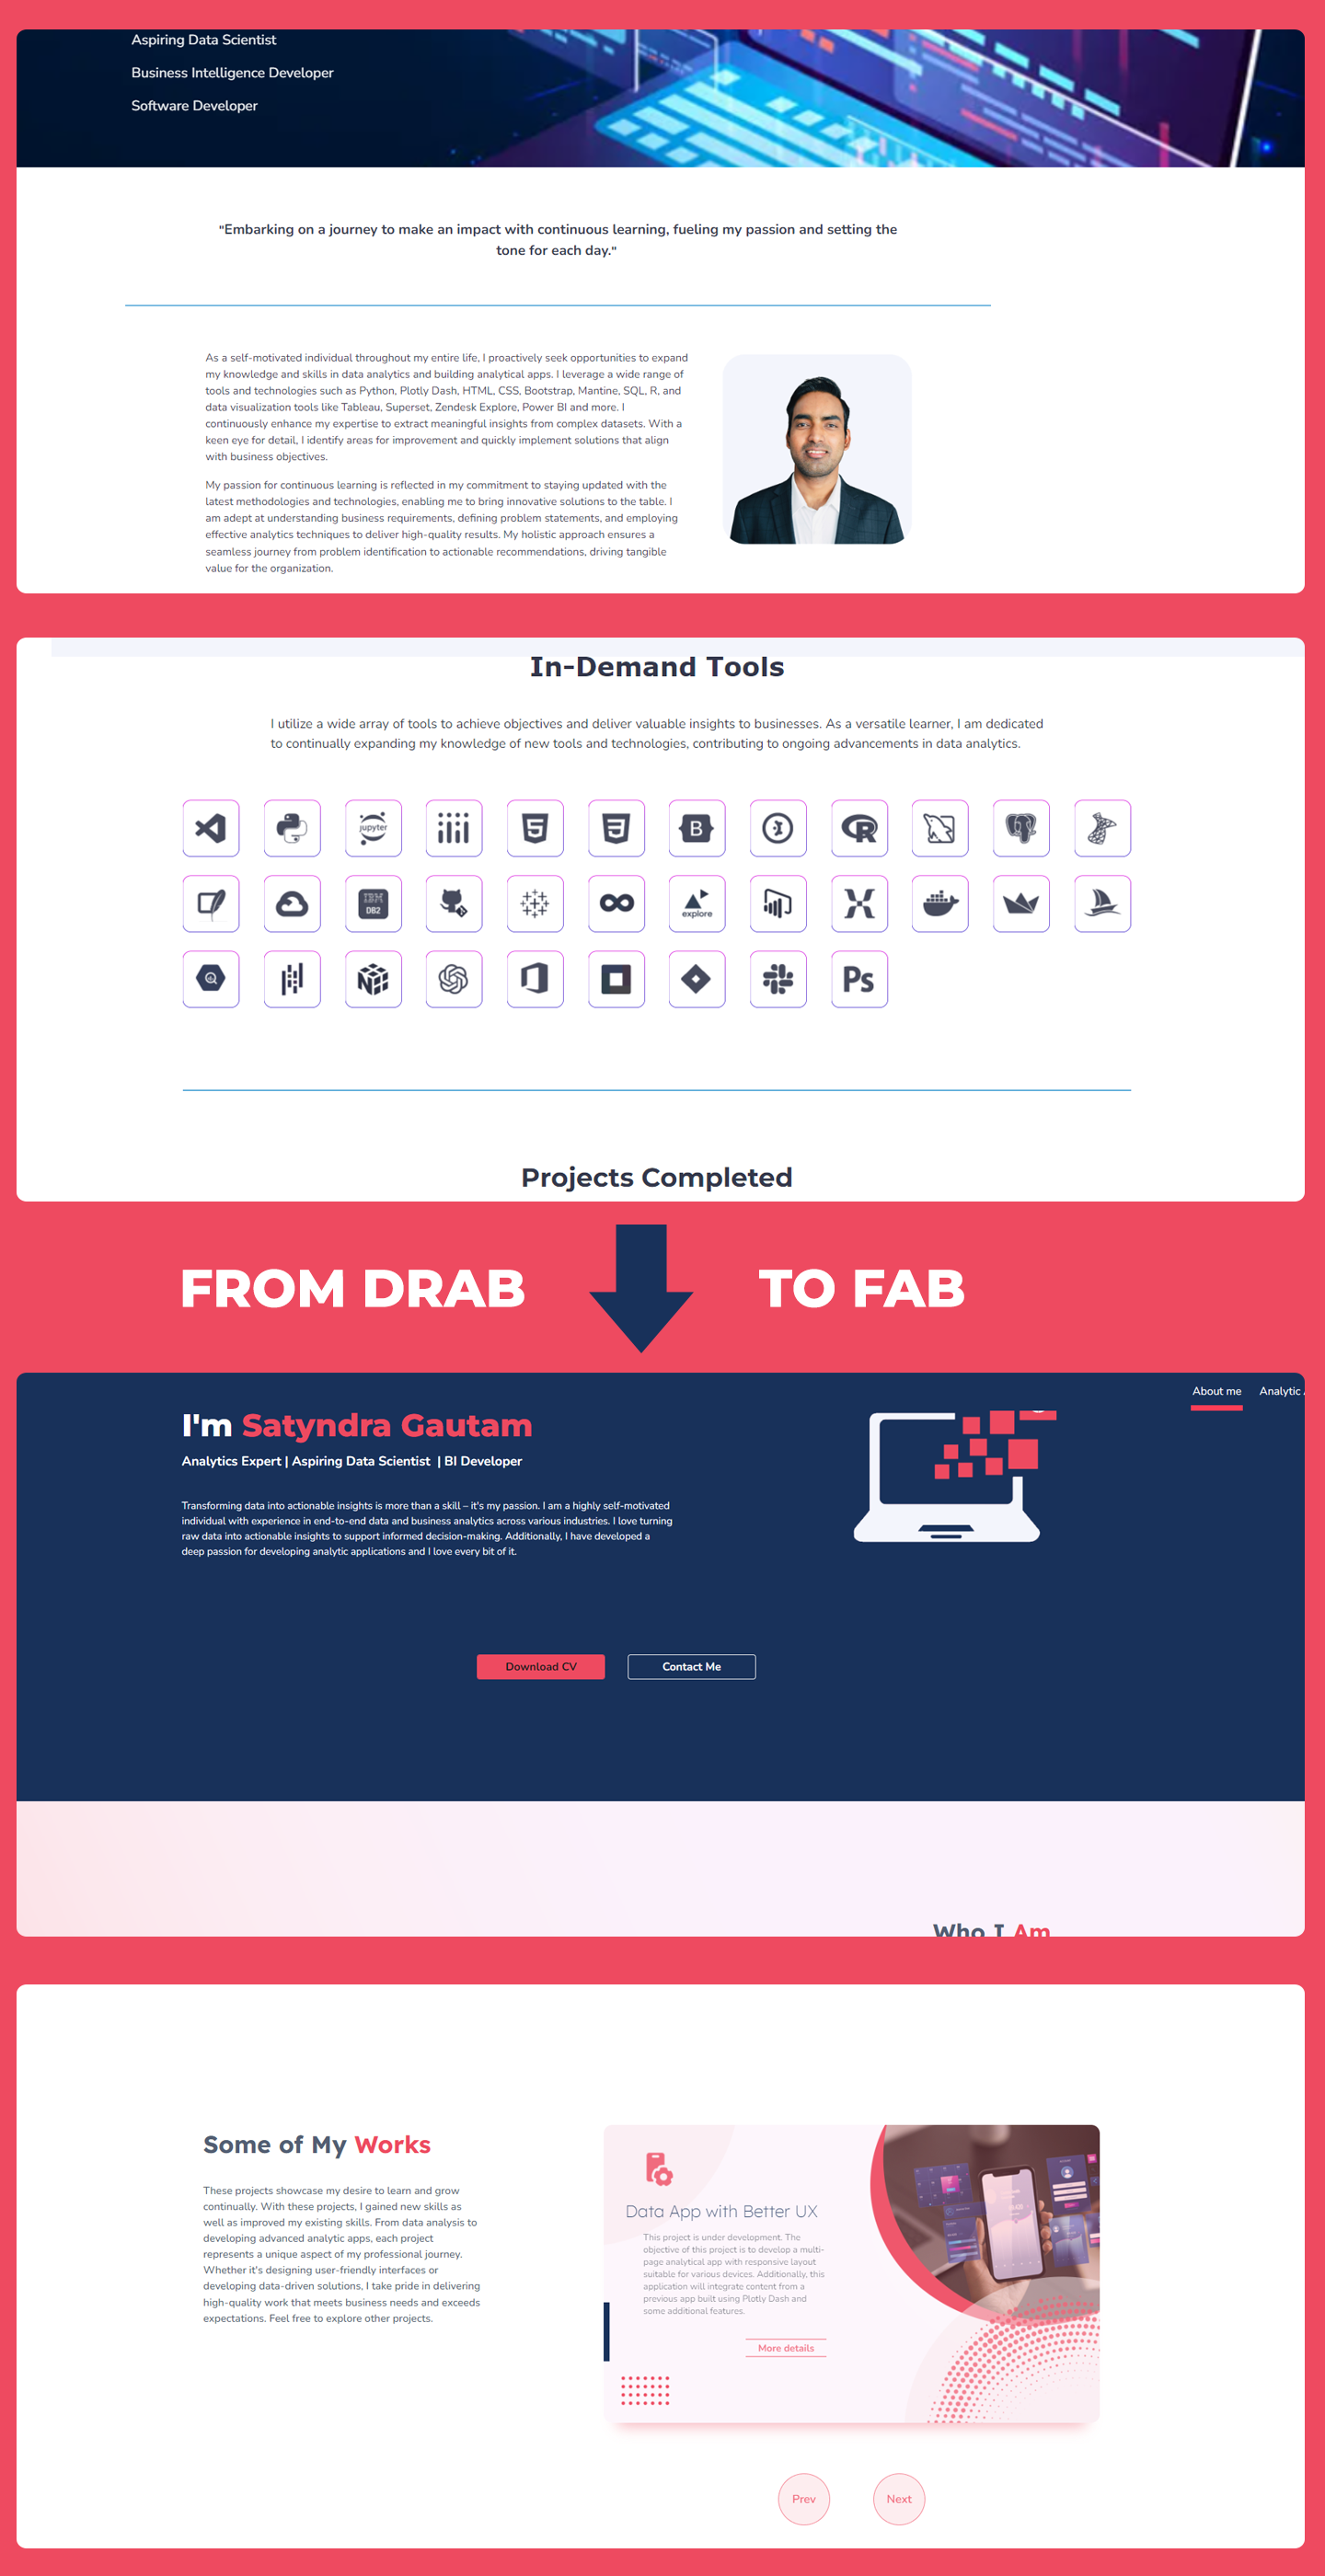 Aspiring Data Scientist
Business Intelligence Developer
Software Developer
"Embarking on a journey to make an impact with continuous learning, fueling my passion and setting the
tone for each day."
As a self-motivated individual throughout my entire life, I proactively seek opportunities to expand
my knowledge and skills in data analytics and building analytical apps. I leverage a wide range of
tools and technologies such as Python, Plotly Dash, HTML, CSS, Bootstrap, Mantine, SQL, R, and
data visualization tools like Tableau, Superset, Zendesk Explore, Power BI and more. I
continuously enhance my expertise to extract meaningful insights from complex datasets. With a
keen eye for detail, I identify areas for improvement and quickly implement solutions that align
with business objectives.
My passion for continuous learning is reflected in my commitment to staying updated with the
latest methodologies and technologies, enabling me to bring innovative solutions to the table. I
am adept at understanding business requirements, defining problem statements, and employing
effective analytics techniques to deliver high-quality results. My holistic approach ensures a
seamless journey from problem identification to actionable recommendations, driving tangible
value for the organization.
In-Demand Tools
I utilize a wide array of tools to achieve objectives and deliver valuable insights to businesses. As a versatile learner, I am dedicated
to continually expanding my knowledge of new tools and technologies, contributing to ongoing advancements in data analytics.
jupyter
B
R
IBM
DB2
explore
Ps
Projects Completed
FROM DRAB TO FAB
About me Analytic
I'm Satyndra Gautam
Analytics Expert | Aspiring Data Scientist | BI Developer
Transforming data into actionable insights is more than a skill – it's my passion. I am a highly self-motivated
individual with experience in end-to-end data and business analytics across various industries. I love turning
raw data into actionable insights to support informed decision-making. Additionally, I have developed a
deep passion for developing analytic applications and I love every bit of it.
Download CV Contact Me
Who I Am
Some of My Works
These projects showcase my desire to learn and grow
continually. With these projects, I gained new skills as
well as improved my existing skills. From data analysis to
developing advanced analytic apps, each project
represents a unique aspect of my professional journey.
Whether it's designing user-friendly interfaces or
developing data-driven solutions, I take pride in delivering
high-quality work that meets business needs and exceeds
expectations. Feel free to explore other projects.
Data App with Better UX
This project is under development. The
objective of this project is to develop a multi-
page analytical app with responsive layout
suitable for various devices. Additionally, this
application will integrate content from a
previous app built using Plotly Dash and
some additional features.
More details
Prev Next